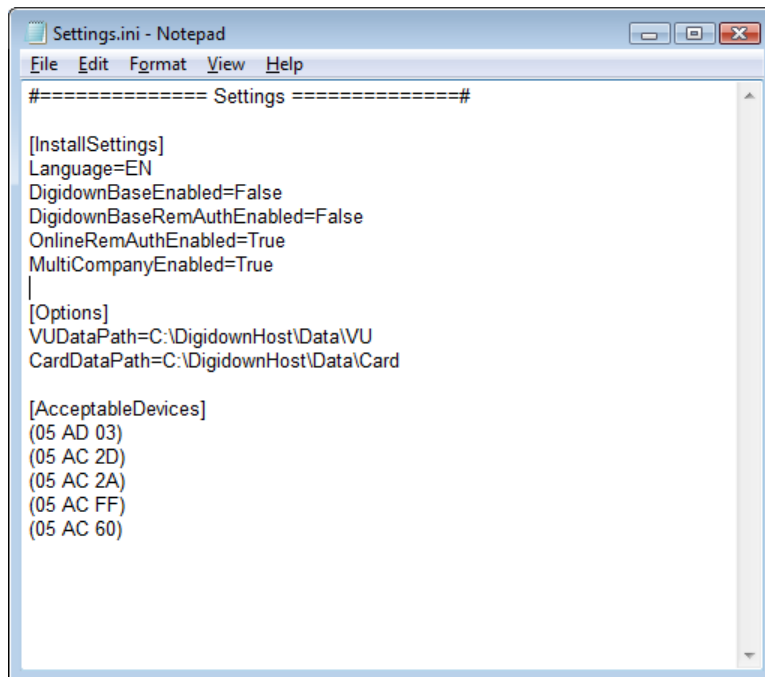 Settings.ini - Notepad
File Edit Format View Help
#============== Settings ==============#
[InstallSettings]
Language=EN
DigidownBaseEnabled=False
DigidownBaseRemAuthEnabled=False
OnlineRemAuthEnabled=True
MultiCompanyEnabled=True
[Options]
VUDataPath=C:\DigidownHost\Data\VU
CardDataPath=C:\DigidownHost\Data\Card
[AcceptableDevices]
(05 AD 03)
(05 AC 2D)
(05 AC 2A)
(05 AC FF)
(05 AC 60)